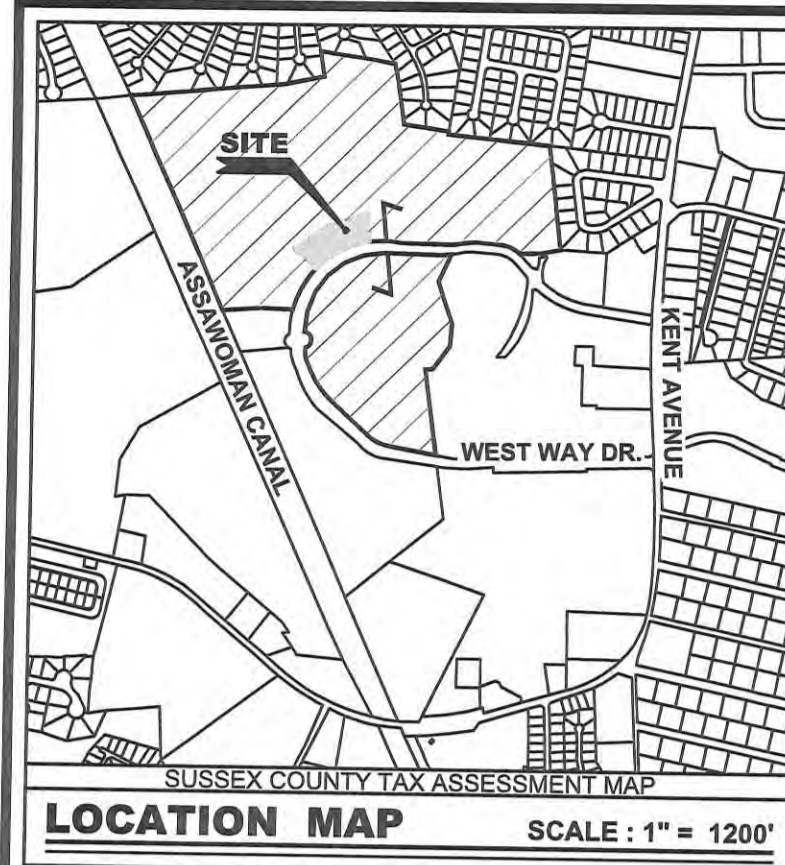 SITE
ASSAWOMAN CANAL
KENT AVENUE
WEST WAY DR.
SUSSEX COUNTY TAX ASSESSMENT MAP
LOCATION MAP
SCALE : 1" = 1200'